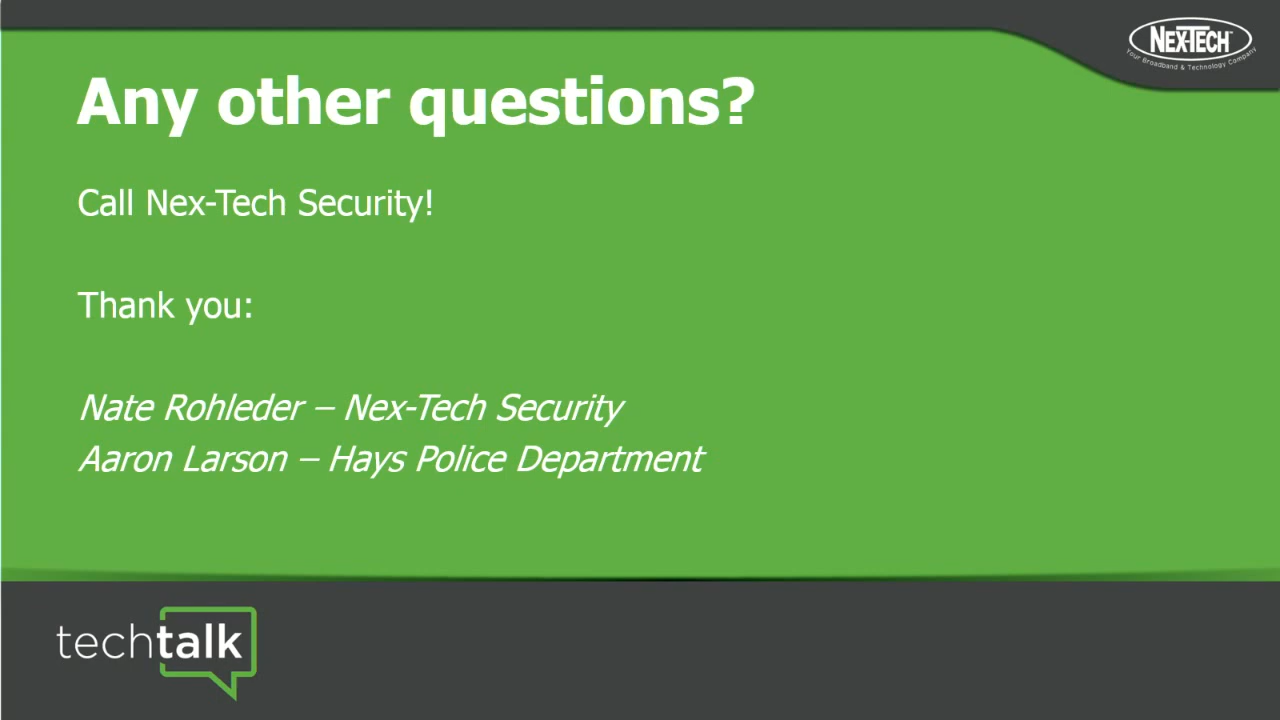 NEX-TECH
Your Broadband & Technology Company
Any other questions?
Call Nex-Tech Security!
Thank you:
Nate Rohleder – Nex-Tech Security
Aaron Larson – Hays Police Department
techtalk